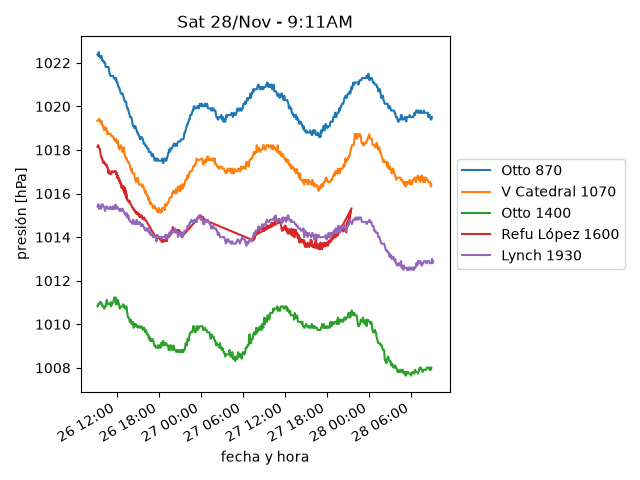 Sat 28/Nov - 9:11AM
presión [hPa]
1022
1020
1018
1016
1014
1012
1010
1008
26 12:00
26 18:00
27 00:00
27 06:00
27 12:00
27 18:00
28 00:00
28 06:00
fecha y hora
Otto 870
V Catedral 1070
Otto 1400
Refu López 1600
Lynch 1930